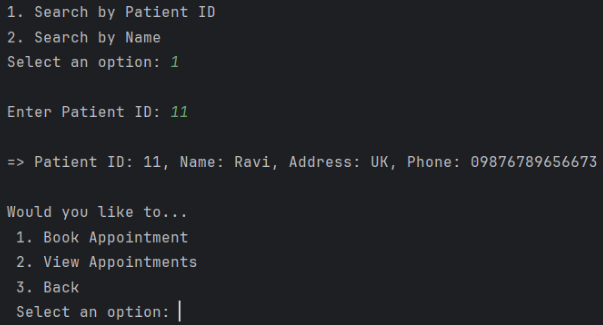 1. Search by Patient ID
2. Search by Name
Select an option: 1
Enter Patient ID: 11
=> Patient ID: 11, Name: Ravi, Address: UK, Phone: 09876789656673
Would you like to...
1. Book Appointment
2. View Appointments
3. Back
Select an option: